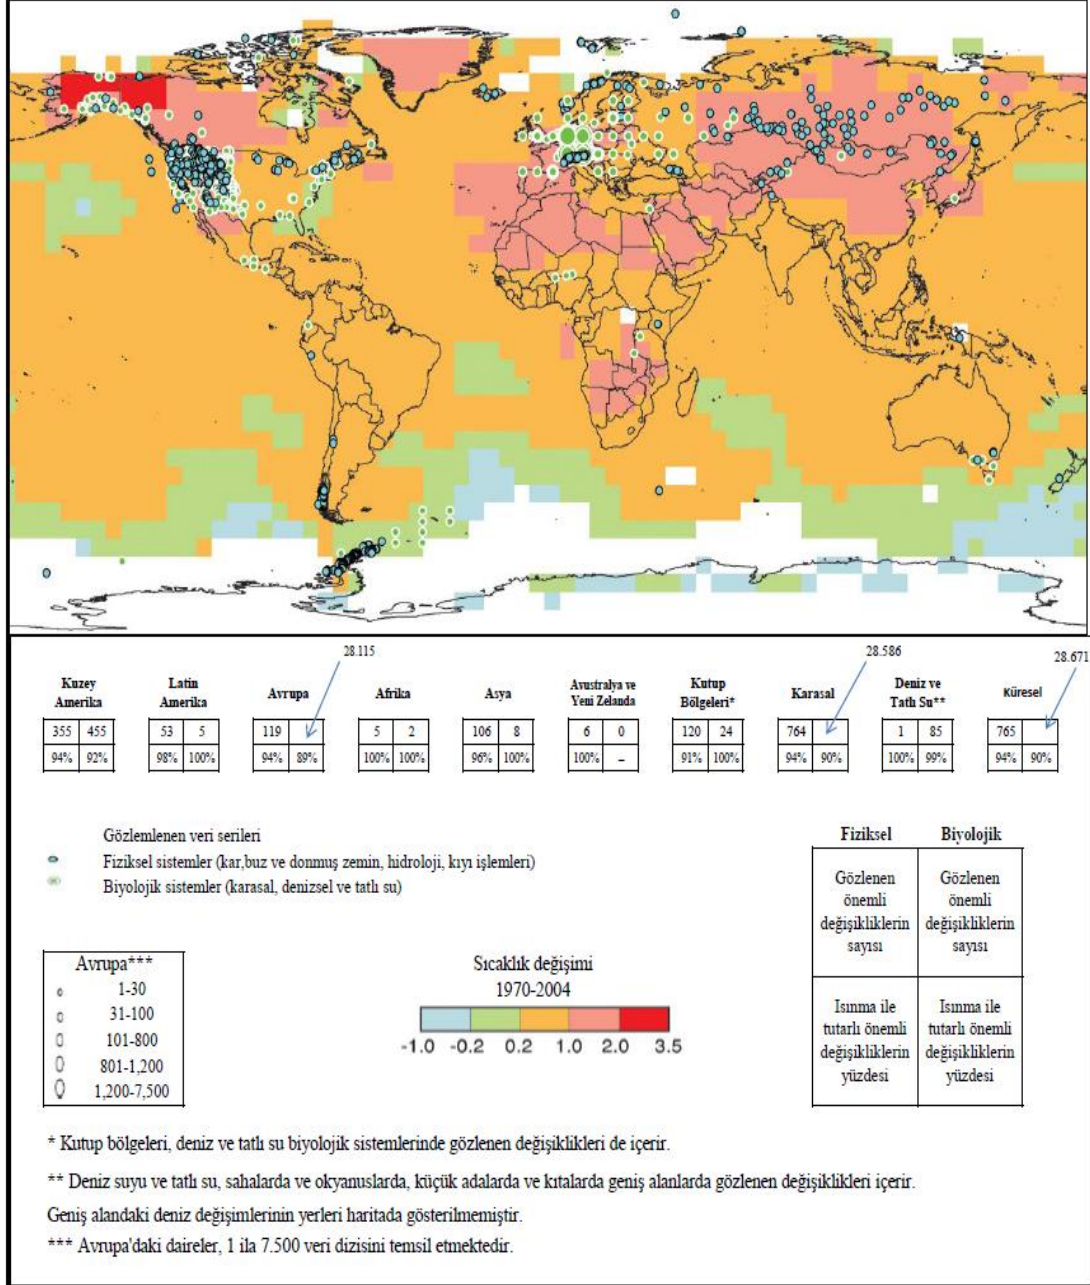 28.115
28.586
28.671
Kuzey Amerika
Latin Amerika
Avrupa
Afrika
Asya
Avustralya ve Yeni Zelanda
Kutup Bölgeleri*
Karasal
Deniz ve Tatlı Su**
Küresel
355 455 53 5 119 5 2 106 8 6 0 120 24 764 1 85 765
94% 92% 98% 100% 94% 89% 100% 100% 96% 100% 100% – 91% 100% 94% 90% 100% 99% 94% 90%
Gözlemlenen veri serileri
Fiziksel sistemler (kar,buz ve donmuş zemin, hidroloji, kıyı işlemleri)
Biyolojik sistemler (karasal, denizsel ve tatlı su)
Fiziksel Biyolojik
Gözlenen önemli değişikliklerin sayısı
Gözlenen önemli değişikliklerin sayısı
Isınma ile tutarlı önemli değişikliklerin yüzdesi
Isınma ile tutarlı önemli değişikliklerin yüzdesi
Avrupa***
1-30
31-100
101-800
801-1,200
1,200-7,500
Sıcaklık değişimi
1970-2004
-1.0 -0.2 0.2 1.0 2.0 3.5
* Kutup bölgeleri, deniz ve tatlı su biyolojik sistemlerinde gözlenen değişiklikleri de içerir.
** Deniz suyu ve tatlı su, sahalarda ve okyanuslarda, küçük adalarda ve kıtalarda geniş alanlarda gözlenen değişiklikleri içerir.
Geniş alandaki deniz değişimlerinin yerleri haritada gösterilmemiştir.
*** Avrupa'daki daireler, 1 ila 7.500 veri dizisini temsil etmektedir.